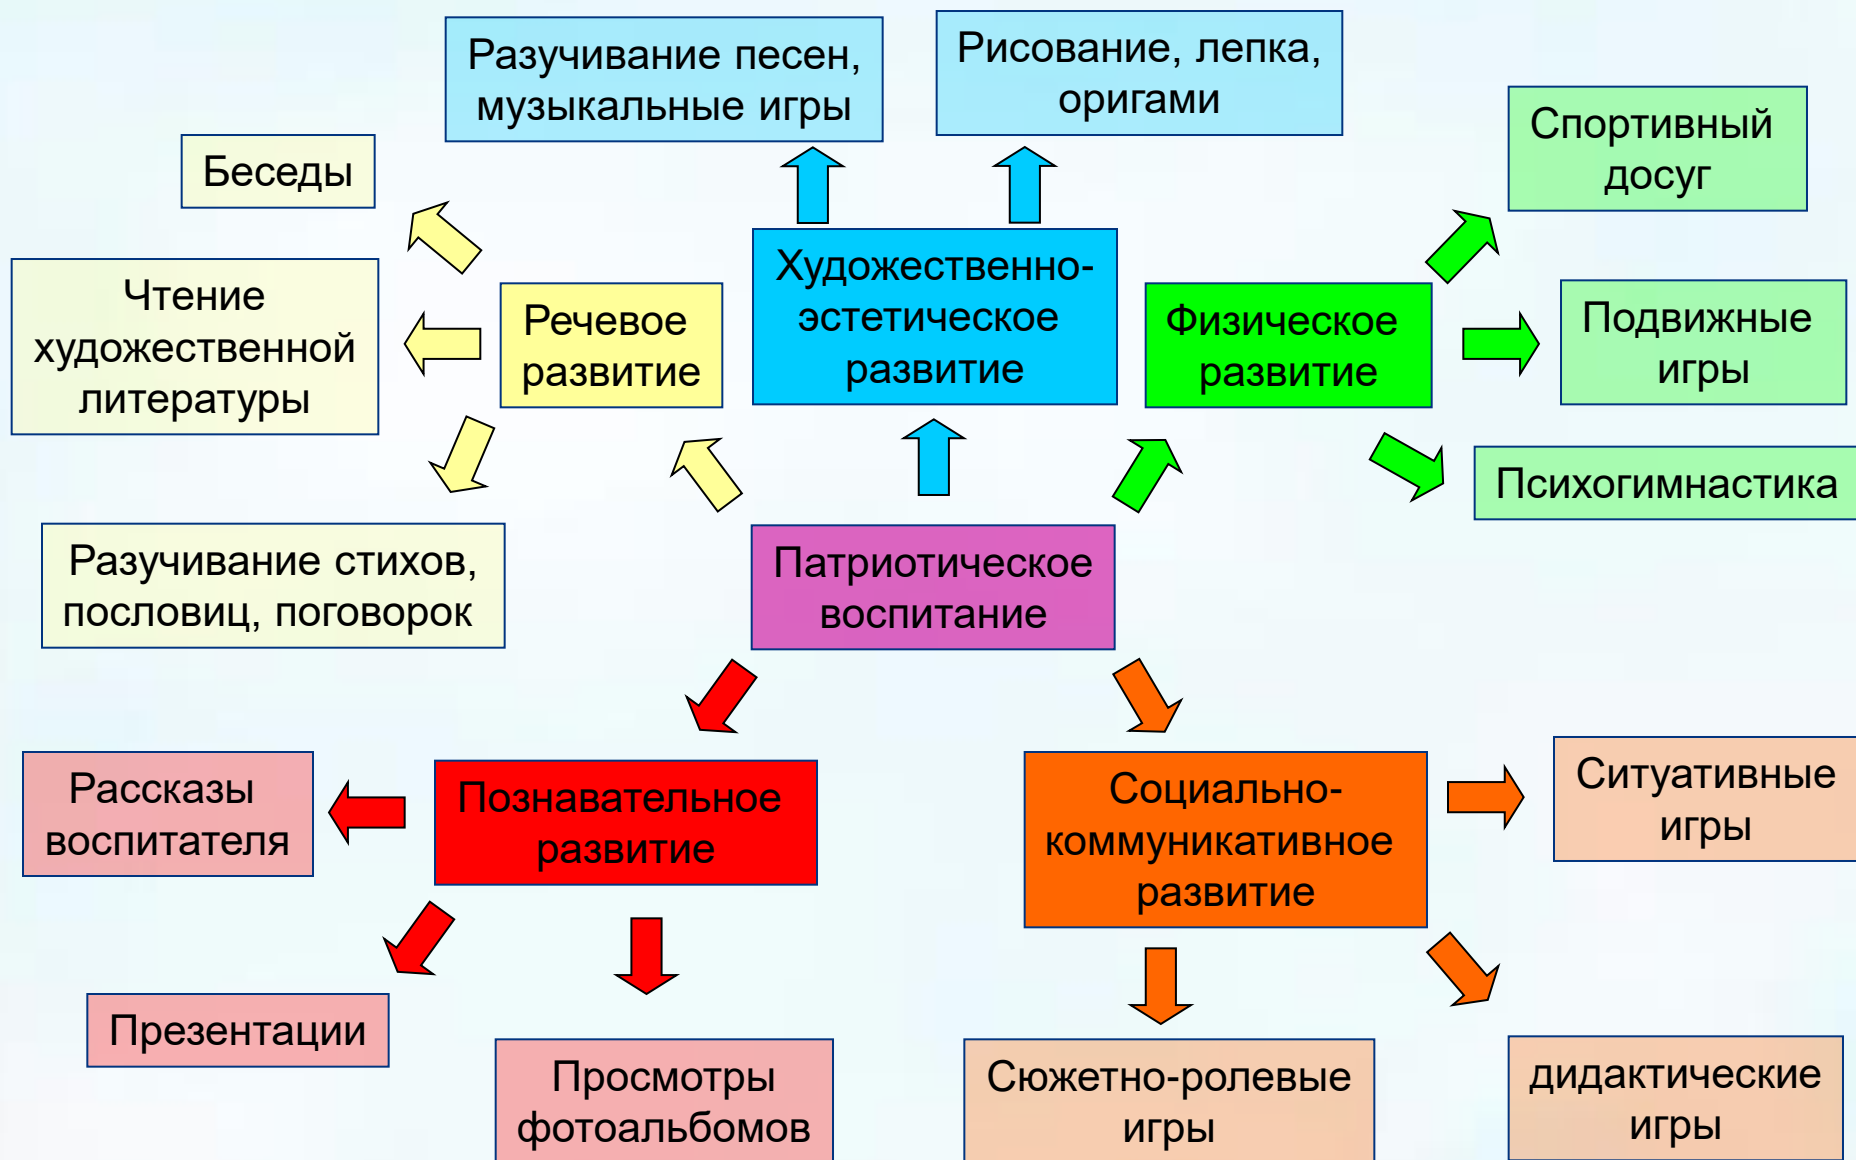 Разучивание песен,
музыкальные игры
Рисование, лепка,
оригами
Спортивный
досуг
Беседы
Художественно-
эстетическое
развитие
Чтение
художественной
литературы
Речевое
развитие
Физическое
развитие
Подвижные
игры
Психогимнастика
Разучивание стихов,
пословиц, поговорок
Патриотическое
воспитание
Рассказы
воспитателя
Познавательное
развитие
Социально-
коммуникативное
развитие
Ситуативные
игры
Презентации
Просмотры
фотоальбомов
Сюжетно-ролевые
игры
дидактические
игры